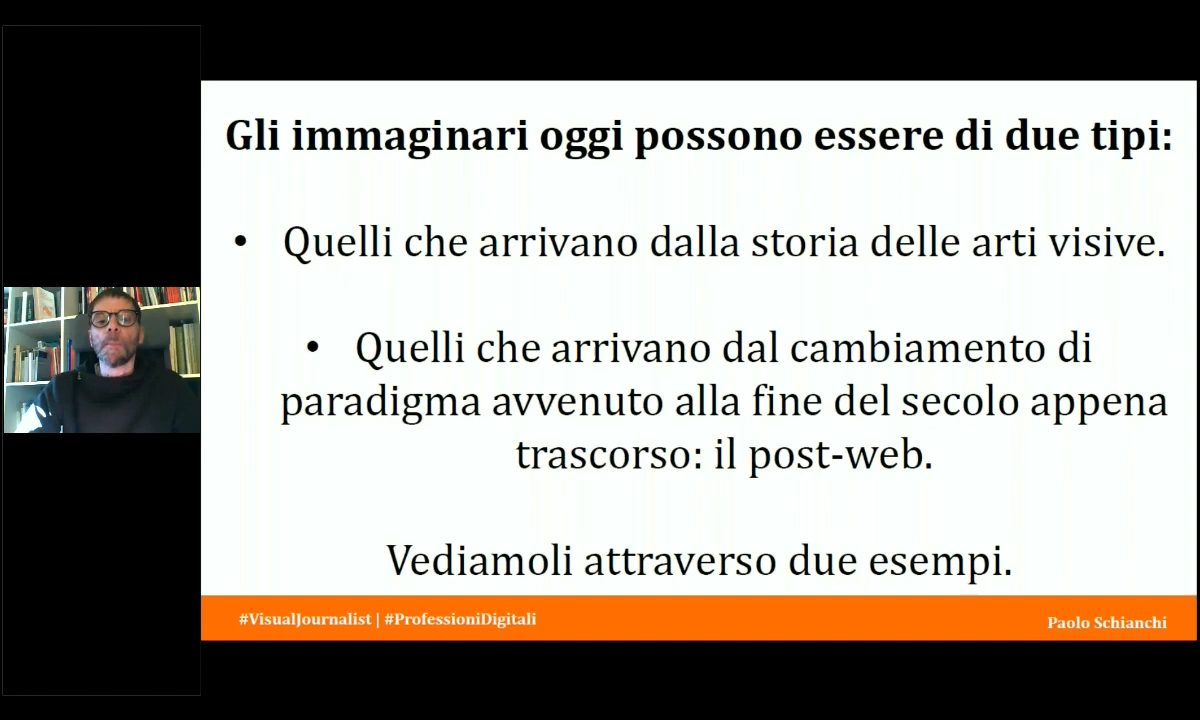 Gli immaginari oggi possono essere di due tipi:
• Quelli che arrivano dalla storia delle arti visive.
• Quelli che arrivano dal cambiamento di
paradigma avvenuto alla fine del secolo appena
trascorso: il post-web.
Vediamoli attraverso due esempi.
#VisualJournalist | #ProfessioniDigitali
Paolo Schianchi